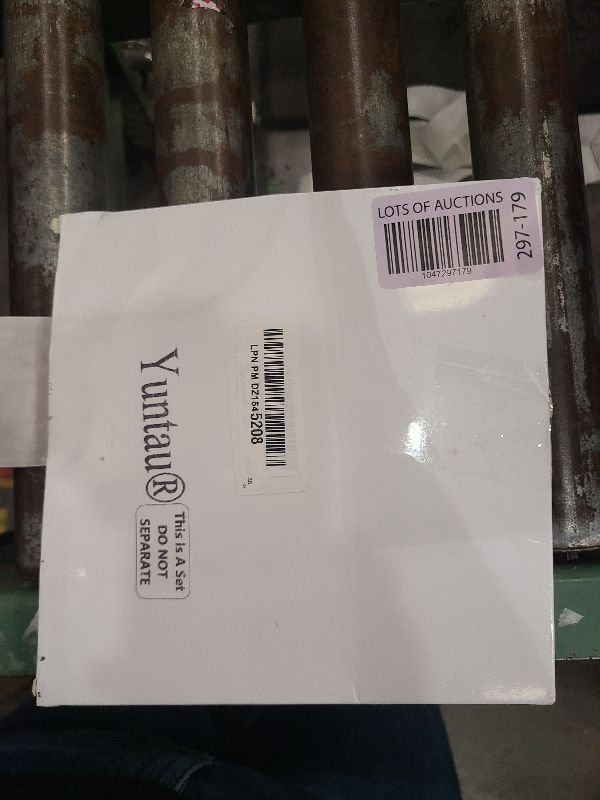 LOTS OF AUCTIONS
1047297179
297-179
LPN PM DZ1545208
Yuntau®
This Is A Set
DO NOT
SEPARATE